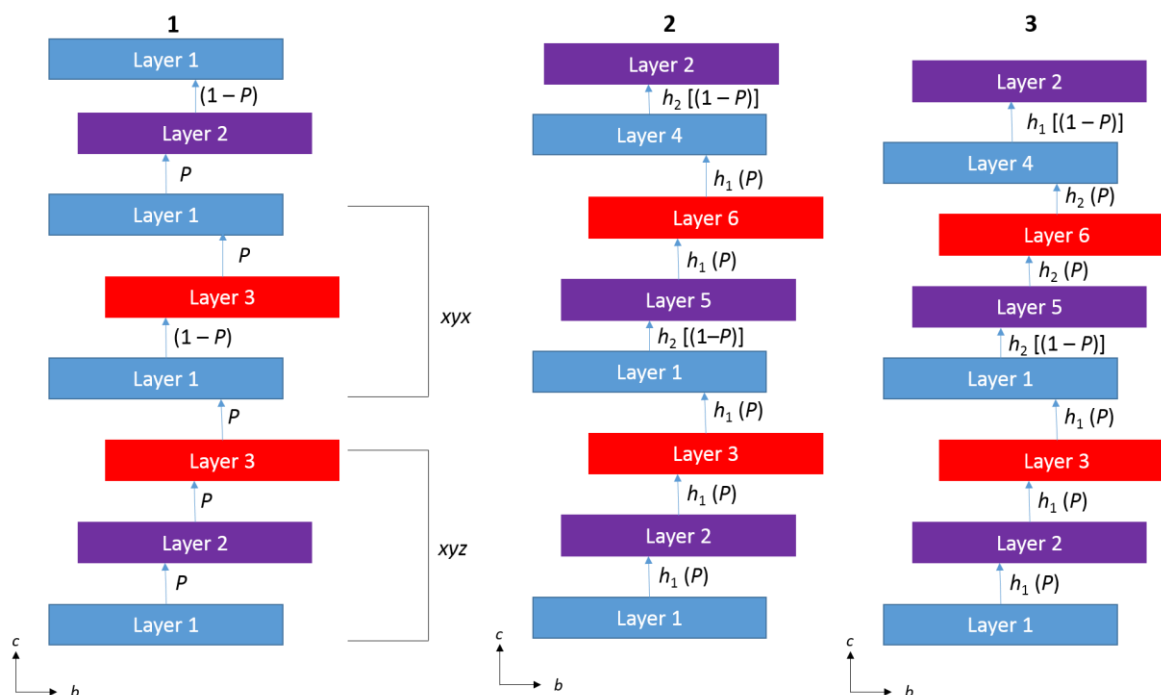 1
Layer 1
(1 – P)
Layer 2
P
Layer 1
P
Layer 3
xyx
(1 – P)
Layer 1
P
Layer 3
P
xyz
Layer 2
P
Layer 1
c
b
2
Layer 2
h2 [(1–P)]
Layer 4
h1 (P)
Layer 6
h1 (P)
Layer 5
h2 [(1–P)]
Layer 1
h1 (P)
Layer 3
h1 (P)
Layer 2
h1 (P)
Layer 1
c
b
3
Layer 2
h1 [(1 – P)]
Layer 4
h2 (P)
Layer 6
h2 (P)
Layer 5
h2 [(1 – P)]
Layer 1
h1 (P)
Layer 3
h1 (P)
Layer 2
h1 (P)
Layer 1
c
b